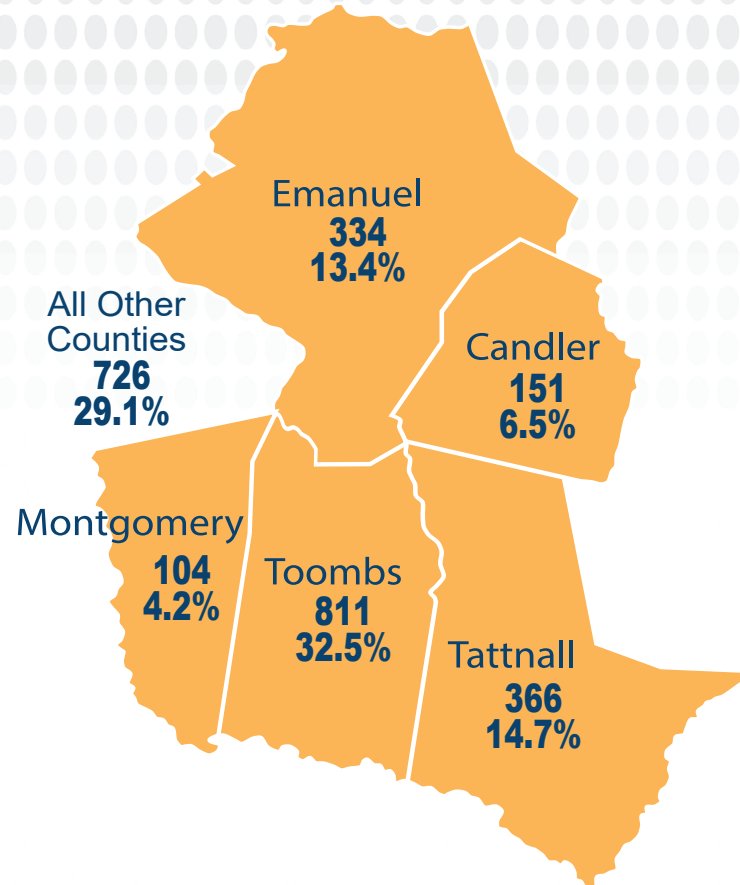 Emanuel
334
13.4%
All Other
Counties
726
29.1%
Candler
151
6.5%
Montgomery
104
4.2%
Toombs
811
32.5%
Tattnall
366
14.7%